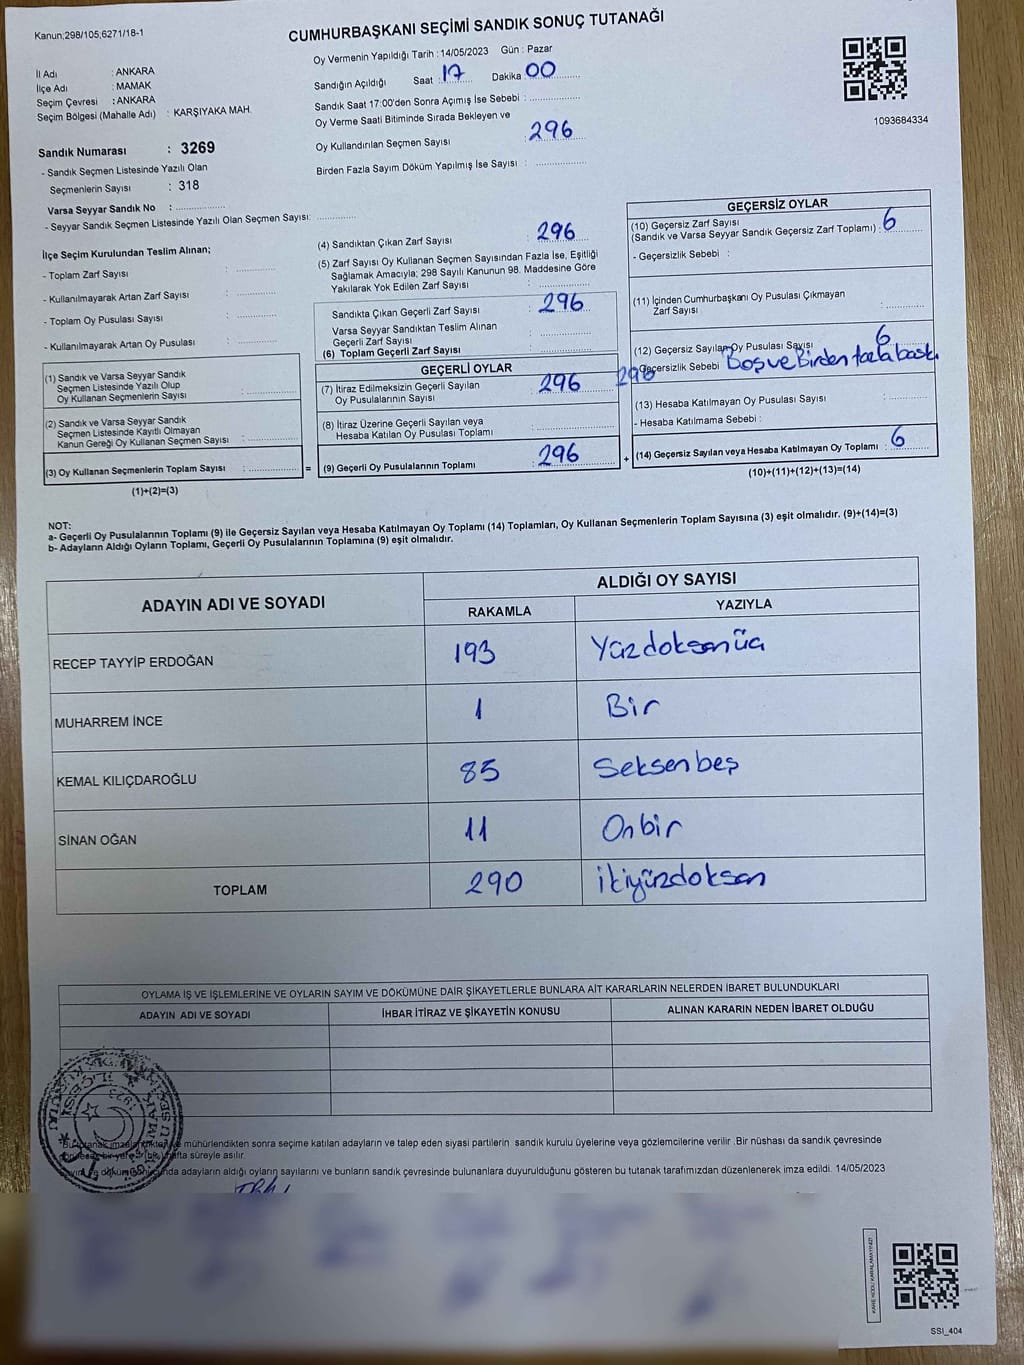 Kanun;298/105;6271/18-1
CUMHURBAŞKANI SEÇİMİ SANDIK SONUÇ TUTANAĞI
Oy Vermenin Yapıldığı Tarih : 14/05/2023 Gün : Pazar
İl Adı : ANKARA
İlçe Adı : MAMAK
Seçim Çevresi : ANKARA
Seçim Bölgesi (Mahalle Adı) : KARŞIYAKA MAH.
Sandığın Açıldığı Saat : 17 Dakika : 00
Sandık Saat 17:00'den Sonra Açımış İse Sebebi :
Oy Verme Saati Bitiminde Sırada Bekleyen ve
Oy Kullandırılan Seçmen Sayısı : 296
Birden Fazla Sayım Döküm Yapılmış İse Sayısı :
1093684334
Sandık Numarası : 3269
- Sandık Seçmen Listesinde Yazılı Olan
Seçmenlerin Sayısı : 318
Varsa Seyyar Sandık No :
- Seyyar Sandık Seçmen Listesinde Yazılı Olan Seçmen Sayısı:
İlçe Seçim Kurulundan Teslim Alınan;
- Toplam Zarf Sayısı :
- Kullanılmayarak Artan Zarf Sayısı :
- Toplam Oy Pusulası Sayısı :
- Kullanılmayarak Artan Oy Pusulası :
(1) Sandık ve Varsa Seyyar Sandık
Seçmen Listesinde Yazılı Olup
Oy Kullanan Seçmenlerin Sayısı :
(2) Sandık ve Varsa Seyyar Sandık
Seçmen Listesinde Kayıtlı Olmayan
Kanun Gereği Oy Kullanan Seçmen Sayısı :
(3) Oy Kullanan Seçmenlerin Toplam Sayısı : =
(1)+(2)=(3)
(4) Sandıktan Çıkan Zarf Sayısı : 296
(5) Zarf Sayısı Oy Kullanan Seçmen Sayısından Fazla İse, Eşitliği
Sağlamak Amacıyla; 298 Sayılı Kanunun 98. Maddesine Göre
Yakılarak Yok Edilen Zarf Sayısı :
Sandıkta Çıkan Geçerli Zarf Sayısı : 296
Varsa Seyyar Sandıktan Teslim Alınan
Geçerli Zarf Sayısı :
(6) Toplam Geçerli Zarf Sayısı : 296
GEÇERLİ OYLAR
(7) İtiraz Edilmeksizin Geçerli Sayılan
Oy Pusulalarının Sayısı : 296
(8) İtiraz Üzerine Geçerli Sayılan veya
Hesaba Katılan Oy Pusulası Toplamı :
(9) Geçerli Oy Pusulalarının Toplamı : 296 +
GEÇERSİZ OYLAR
(10) Geçersiz Zarf Sayısı
(Sandık ve Varsa Seyyar Sandık Geçersiz Zarf Toplamı) : 6
- Geçersizlik Sebebi :
(11) İçinden Cumhurbaşkanı Oy Pusulası Çıkmayan
Zarf Sayısı :
(12) Geçersiz Sayılan Oy Pusulası Sayısı : 6
- Geçersizlik Sebebi Boş ve Birden fazla baskı
(13) Hesaba Katılmayan Oy Pusulası Sayısı :
- Hesaba Katılmama Sebebi :
(14) Geçersiz Sayılan veya Hesaba Katılmayan Oy Toplamı : 6
(10)+(11)+(12)+(13)=(14)
NOT:
a- Geçerli Oy Pusulalarının Toplamı (9) ile Geçersiz Sayılan veya Hesaba Katılmayan Oy Toplamı (14) Toplamları, Oy Kullanan Seçmenlerin Toplam Sayısına (3) eşit olmalıdır. (9)+(14)=(3)
b- Adayların Aldığı Oyların Toplamı, Geçerli Oy Pusulalarının Toplamına (9) eşit olmalıdır.
ADAYIN ADI VE SOYADI ALDIĞI OY SAYISI
RAKAMLA YAZIYLA
RECEP TAYYİP ERDOĞAN 193 Yüzdoksanüç
MUHARREM İNCE 1 Bir
KEMAL KILIÇDAROĞLU 85 Seksenbeş
SİNAN OĞAN 11 Onbir
TOPLAM 290 ikiyüzdoksan
OYLAMA İŞ VE İŞLEMLERİNE VE OYLARIN SAYIM VE DÖKÜMÜNE DAİR ŞİKAYETLERLE BUNLARA AİT KARARLARIN NELERDEN İBARET BULUNDUKLARI
ADAYIN ADI VE SOYADI İHBAR İTİRAZ VE ŞİKAYETİN KONUSU ALINAN KARARIN NEDEN İBARET OLDUĞU
mühürlendikten sonra seçime katılan adayların ve talep eden siyasi partilerin sandık kurulu üyelerine veya gözlemcilerine verilir .Bir nüshası da sandık çevresinde
hafta süreyle asılır.
adayların aldığı oyların sayılarını ve bunların sandık çevresinde bulunanlara duyurulduğunu gösteren bu tutanak tarafımızdan düzenlenerek imza edildi. 14/05/2023
SSI_404